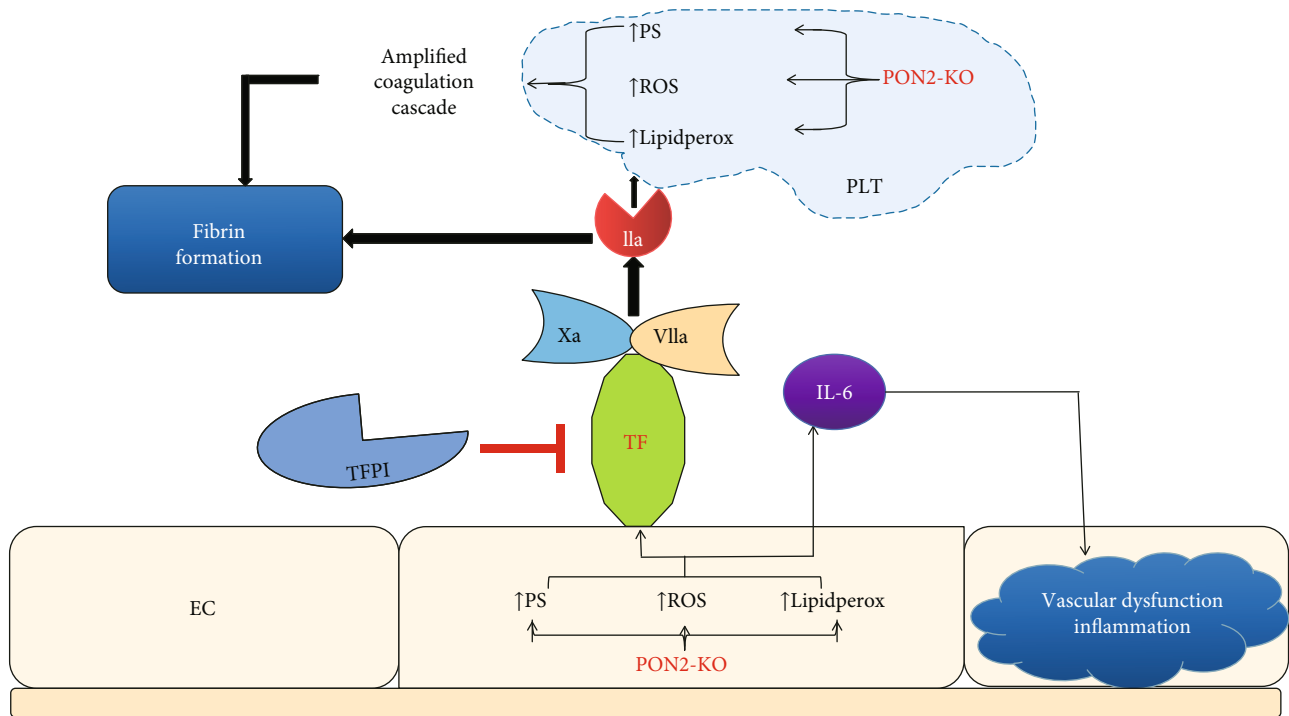 ↑PS
Amplified
coagulation
cascade
↑ROS
PON2-KO
↑Lipidperox
PLT
Fibrin
formation
lla
Xa
Vlla
IL-6
TF
TFPI
EC
↑PS
↑ROS
↑Lipidperox
PON2-KO
Vascular dysfunction
inflammation